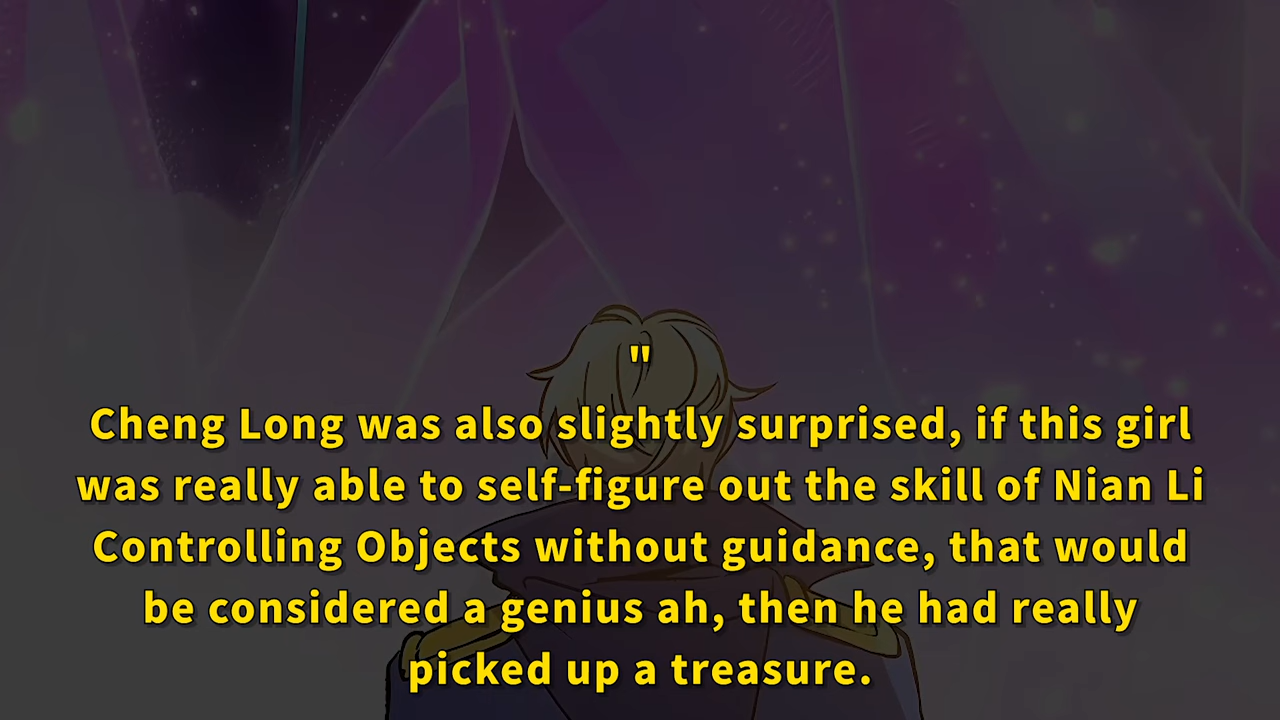 "
Cheng Long was also slightly surprised, if this girl
was really able to self-figure out the skill of Nian Li
Controlling Objects without guidance, that would
be considered a genius ah, then he had really
picked up a treasure.